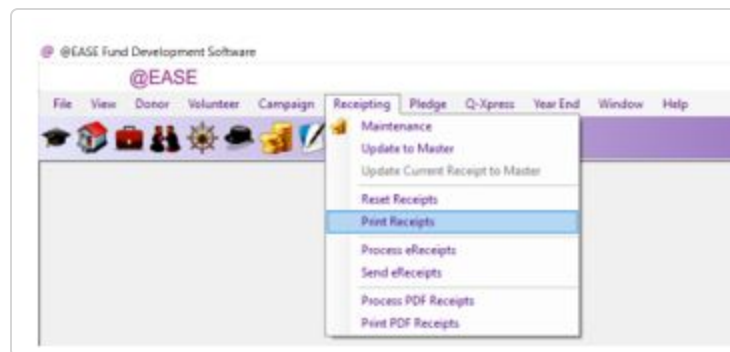 @ @EASE Fund Development Software
@EASE
File View Donor Volunteer Campaign Receipting Pledge Q-Xpress Year End Window Help
Maintenance
Update to Master
Update Current Receipt to Master
Reset Receipts
Print Receipts
Process eReceipts
Send eReceipts
Process PDF Receipts
Print PDF Receipts